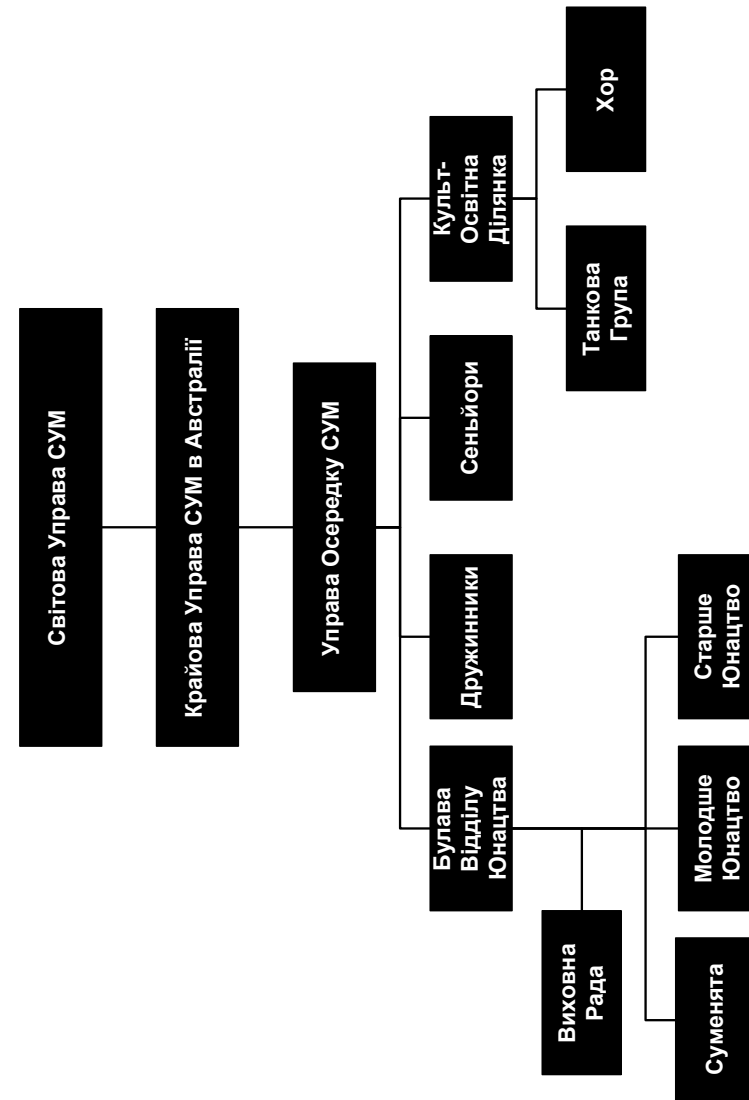 Світова Управа СУМ
Крайова Управа СУМ в Австралії
Управа Осередку СУМ
Булава
Відділу
Юнацтва
Дружинники
Сеньйори
Культ-
Освітна
Ділянка
Виховна
Рада
Танкова
Група
Хор
Суменята
Молодше
Юнацтво
Старше
Юнацтво